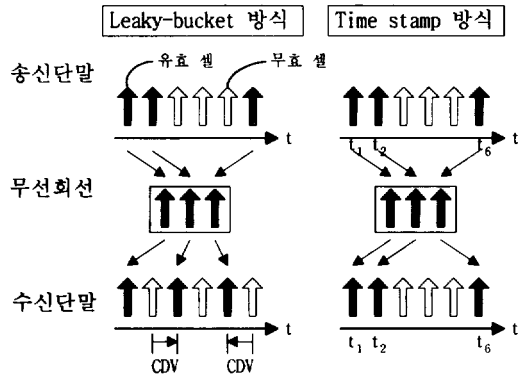 Leaky-bucket 방식 Time stamp 방식
유효 셀 무효 셀
송신단말
t t
t₁ t₂ t₆
무선회선
수신단말
t t
t₁ t₂ t₆
CDV CDV